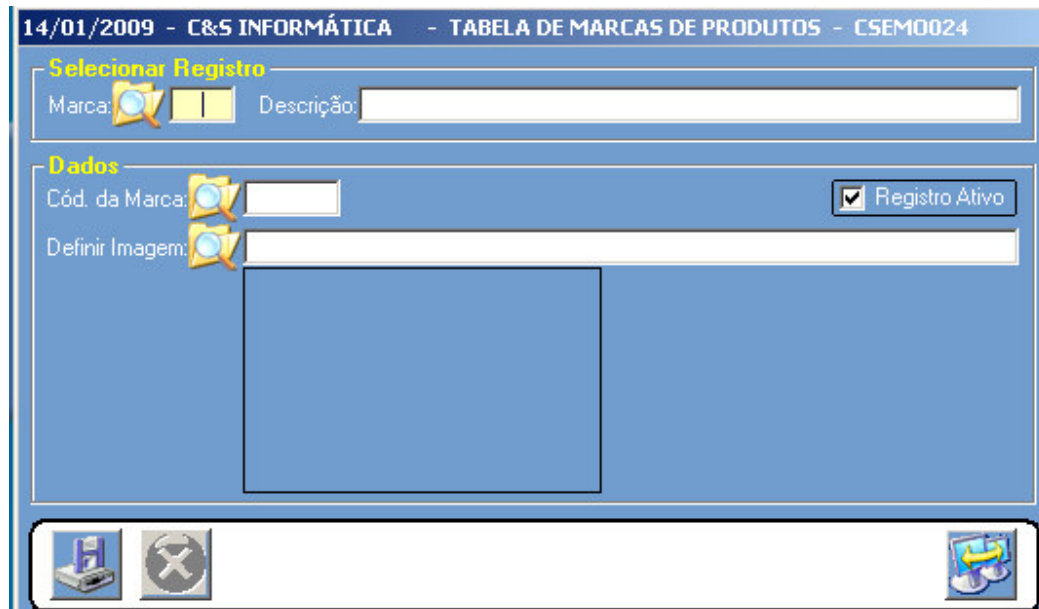 14/01/2009 - C&S INFORMÁTICA - TABELA DE MARCAS DE PRODUTOS - CSEMO024
Selecionar Registro
Marca: Descrição:
Dados
Cód. da Marca: Registro Ativo
Definir Imagem: